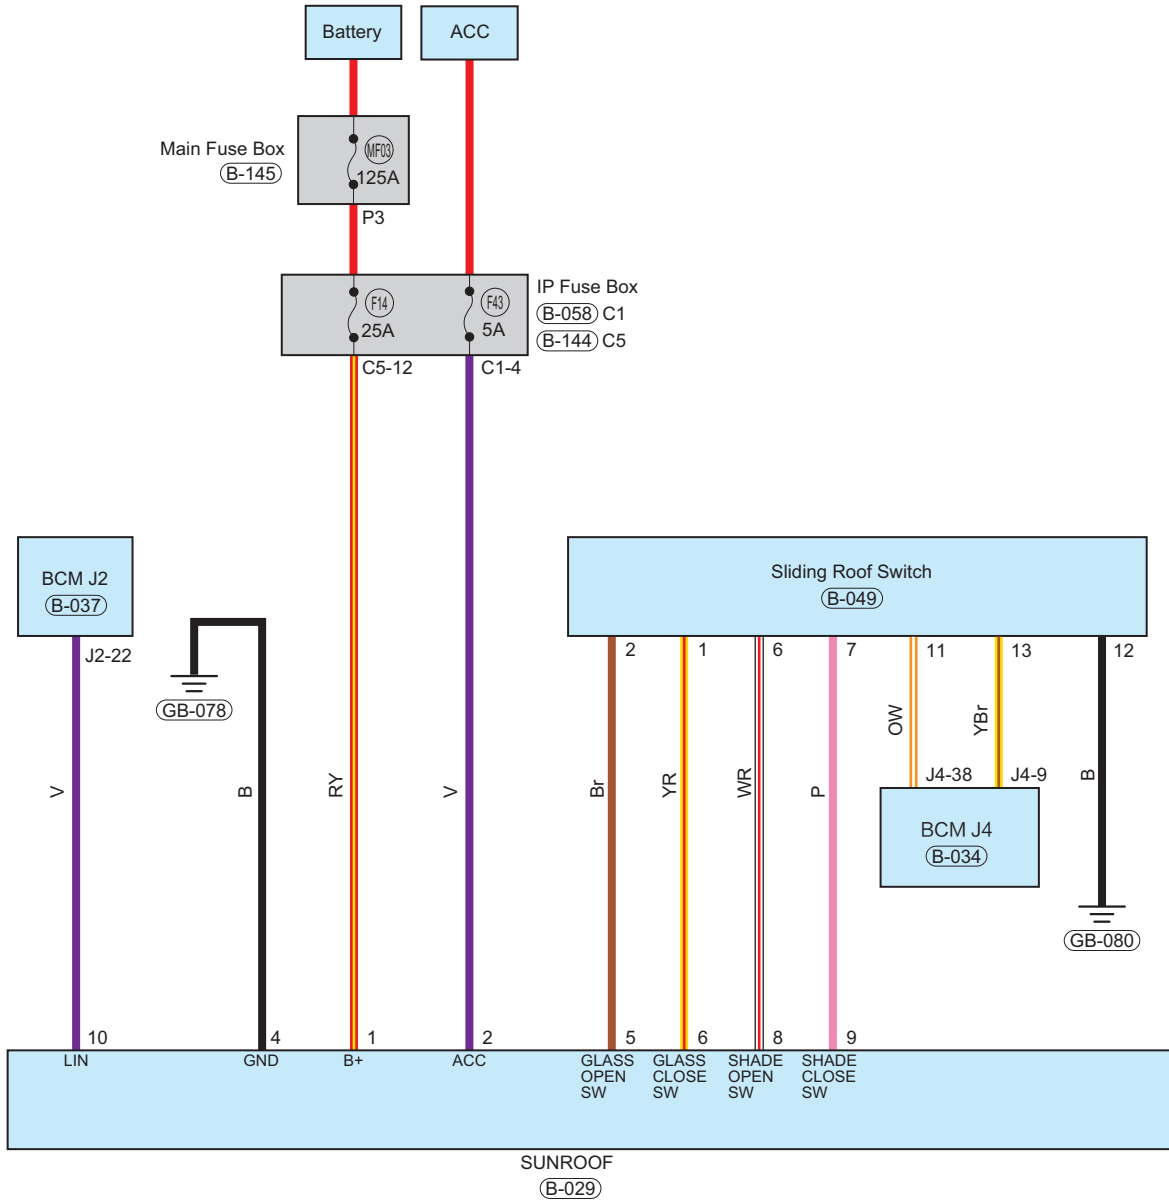 Battery
ACC
Main Fuse Box
B-145
MF03
125A
P3
IP Fuse Box
B-058 C1
B-144 C5
F14
25A
F43
5A
C5-12
C1-4
BCM J2
B-037
J2-22
GB-078
Sliding Roof Switch
B-049
2
1
6
7
11
13
12
OW
YBr
J4-38
J4-9
BCM J4
B-034
V
B
RY
V
Br
YR
WR
P
B
GB-080
10
4
1
2
5
6
8
9
LIN
GND
B+
ACC
GLASS
OPEN
SW
GLASS
CLOSE
SW
SHADE
OPEN
SW
SHADE
CLOSE
SW
SUNROOF
B-029